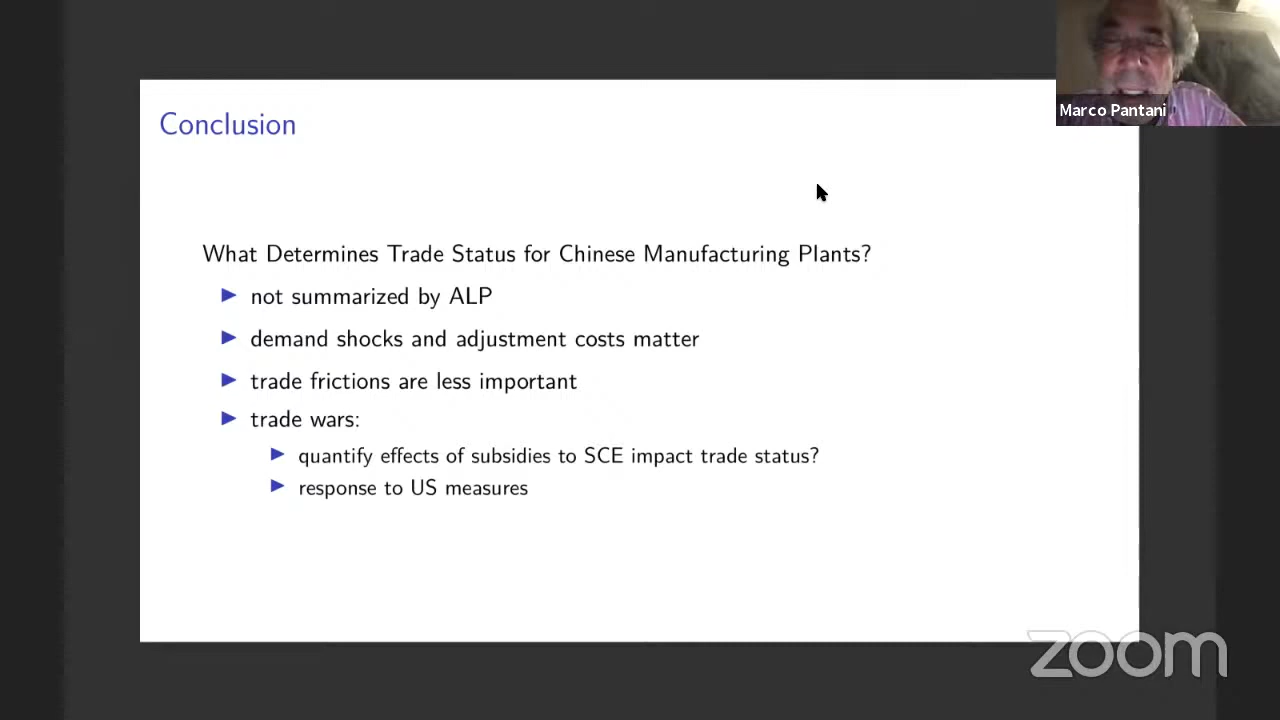 Marco Pantani
Conclusion
What Determines Trade Status for Chinese Manufacturing Plants?
not summarized by ALP
demand shocks and adjustment costs matter
trade frictions are less important
trade wars:
quantify effects of subsidies to SCE impact trade status?
response to US measures
zoom